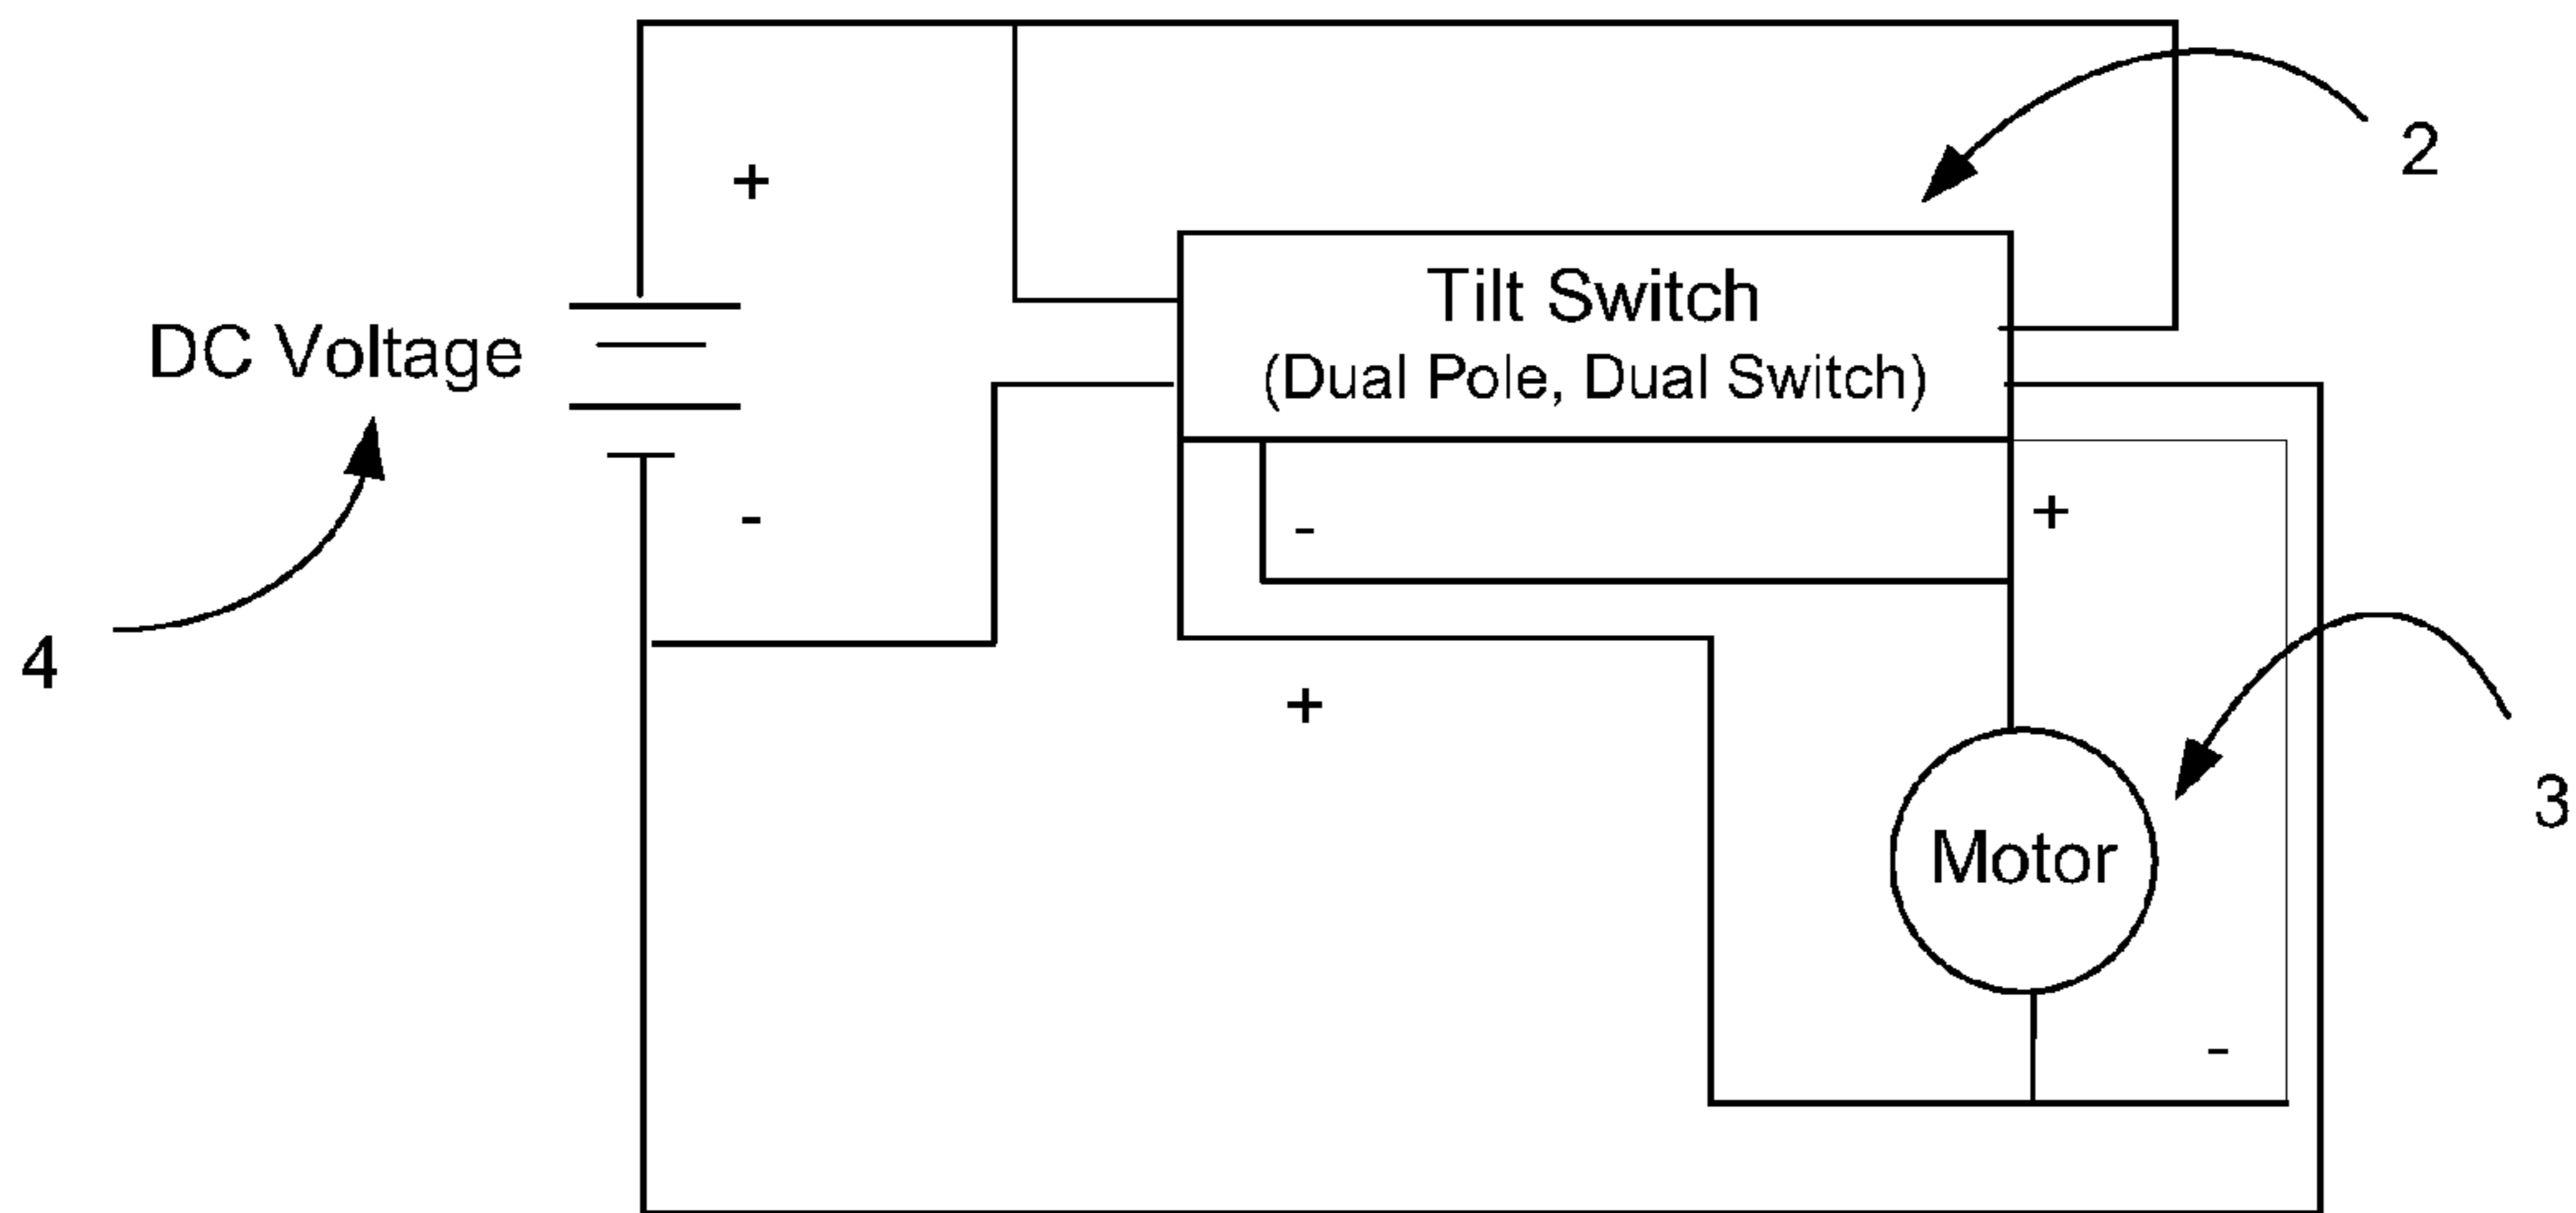 2
+
Tilt Switch
DC Voltage
(Dual Pole, Dual Switch)
+
-
-
4
+
3
Motor
-